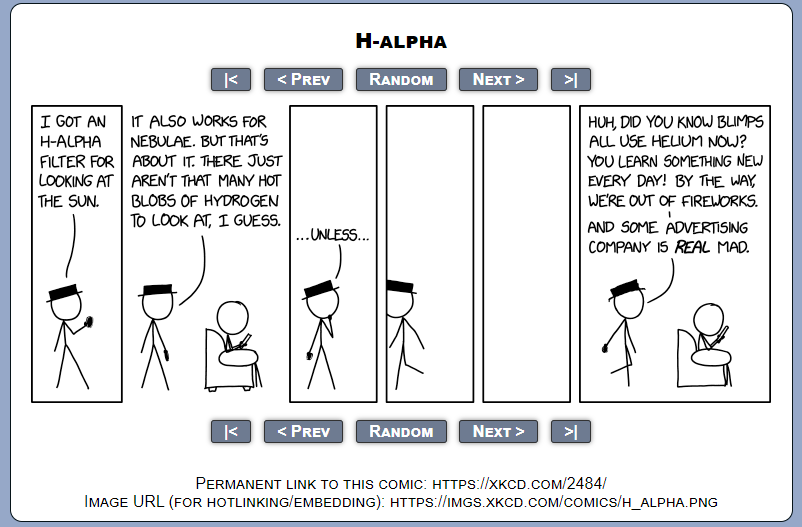 H-alpha
|<
< Prev
Random
Next >
>|
I GOT AN
H-ALPHA
FILTER FOR
LOOKING AT
THE SUN.
IT ALSO WORKS FOR
NEBULAE. BUT THAT'S
ABOUT IT. THERE JUST
AREN'T THAT MANY HOT
BLOBS OF HYDROGEN
TO LOOK AT, I GUESS.
...UNLESS...
HUH, DID YOU KNOW BLIMPS
ALL USE HELIUM NOW?
YOU LEARN SOMETHING NEW
EVERY DAY! BY THE WAY,
WE'RE OUT OF FIREWORKS.
AND SOME ADVERTISING
COMPANY IS REAL MAD.
|<
< Prev
Random
Next >
>|
Permanent link to this comic: https://xkcd.com/2484/
Image URL (for hotlinking/embedding): https://imgs.xkcd.com/comics/h_alpha.png